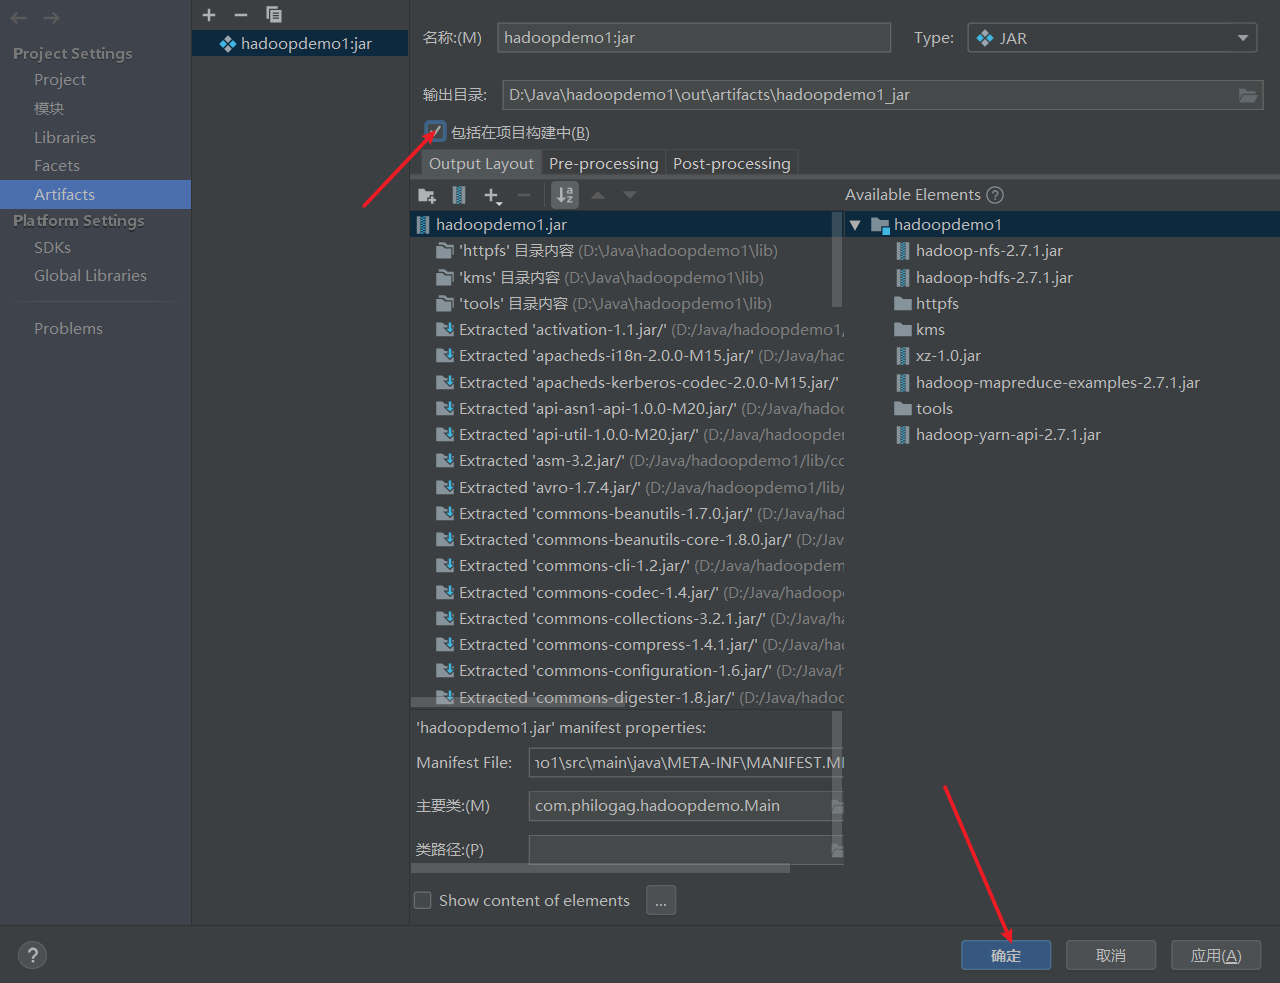 Project Settings
Project
模块
Libraries
Facets
Artifacts
Platform Settings
SDKs
Global Libraries
Problems
hadoopdemo1:jar
名称:(M)
hadoopdemo1:jar
Type:
JAR
输出目录:
D:\Java\hadoopdemo1\out\artifacts\hadoopdemo1_jar
包括在项目构建中(B)
Output Layout
Pre-processing
Post-processing
Available Elements
hadoopdemo1.jar
'httpfs' 目录内容 (D:\Java\hadoopdemo1\lib)
'kms' 目录内容 (D:\Java\hadoopdemo1\lib)
'tools' 目录内容 (D:\Java\hadoopdemo1\lib)
Extracted 'activation-1.1.jar/' (D:/Java/hadoopdemo1/
Extracted 'apacheds-i18n-2.0.0-M15.jar/' (D:/Java/hac
Extracted 'apacheds-kerberos-codec-2.0.0-M15.jar/'
Extracted 'api-asn1-api-1.0.0-M20.jar/' (D:/Java/hadoc
Extracted 'api-util-1.0.0-M20.jar/' (D:/Java/hadoopder
Extracted 'asm-3.2.jar/' (D:/Java/hadoopdemo1/lib/cc
Extracted 'avro-1.7.4.jar/' (D:/Java/hadoopdemo1/lib/
Extracted 'commons-beanutils-1.7.0.jar/' (D:/Java/had
Extracted 'commons-beanutils-core-1.8.0.jar/' (D:/Jav
Extracted 'commons-cli-1.2.jar/' (D:/Java/hadoopdem
Extracted 'commons-codec-1.4.jar/' (D:/Java/hadoop
Extracted 'commons-collections-3.2.1.jar/' (D:/Java/ha
Extracted 'commons-compress-1.4.1.jar/' (D:/Java/hac
Extracted 'commons-configuration-1.6.jar/' (D:/Java/h
Extracted 'commons-digester-1.8.jar/' (D:/Java/hadoc
hadoopdemo1
hadoop-nfs-2.7.1.jar
hadoop-hdfs-2.7.1.jar
httpfs
kms
xz-1.0.jar
hadoop-mapreduce-examples-2.7.1.jar
tools
hadoop-yarn-api-2.7.1.jar
'hadoopdemo1.jar' manifest properties:
Manifest File:
no1\src\main\java\META-INF\MANIFEST.MF
主要类:(M)
com.philogag.hadoopdemo.Main
类路径:(P)
Show content of elements
...
?
确定
取消
应用(A)